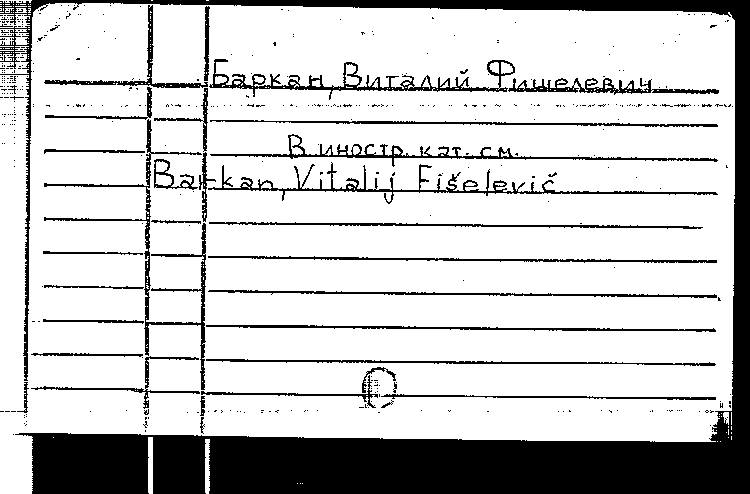 Баркан, Виталий Фишелевич
В иностр. кат. см.
Barkan, Vitalij Fišelevič